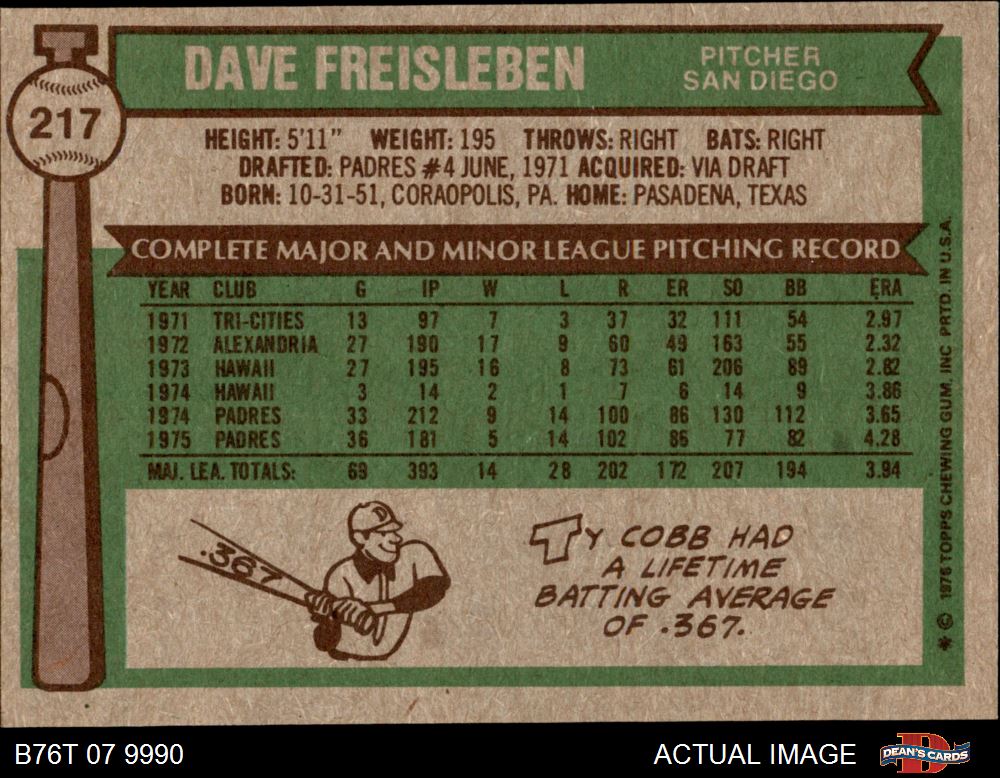 217
DAVE FREISLEBEN
PITCHER
SAN DIEGO
HEIGHT: 5'11" WEIGHT: 195 THROWS: RIGHT BATS: RIGHT
DRAFTED: PADRES #4 JUNE, 1971 ACQUIRED: VIA DRAFT
BORN: 10-31-51, CORAOPOLIS, PA. HOME: PASADENA, TEXAS
COMPLETE MAJOR AND MINOR LEAGUE PITCHING RECORD
YEAR CLUB G IP W L R ER SO BB ERA
1971 TRI-CITIES 13 97 7 3 37 32 111 54 2.97
1972 ALEXANDRIA 27 190 17 9 60 49 163 55 2.32
1973 HAWAII 27 195 16 8 73 61 206 89 2.82
1974 HAWAII 3 14 2 1 7 6 14 9 3.86
1974 PADRES 33 212 9 14 100 86 130 112 3.65
1975 PADRES 36 181 5 14 102 86 77 82 4.28
MAJ. LEA. TOTALS: 69 393 14 28 202 172 207 194 3.94
.367
TY COBB HAD
A LIFETIME
BATTING AVERAGE
OF .367.
* © 1976 TOPPS CHEWING GUM, INC PRTD. IN U.S.A.
B76T 07 9990
ACTUAL IMAGE
D
DEAN'S CARDS